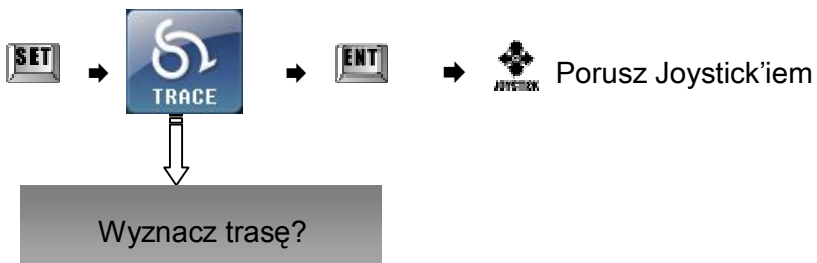 SET
TRACE
ENT
JOYSTICK
Porusz Joystick’iem
Wyznacz trasę?